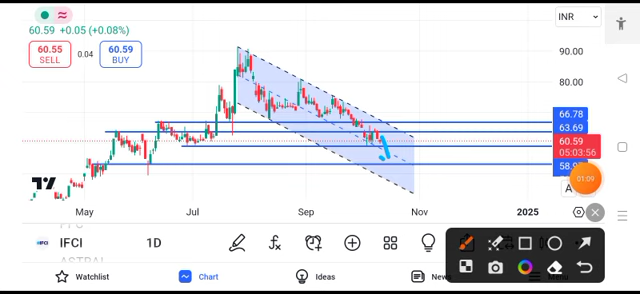 60.59 +0.05 (+0.08%)
INR
60.55
SELL
0.04
60.59
BUY
90.00
80.00
66.78
63.69
60.59
05:03:56
58.9
01:09
A
May
Jul
Sep
Nov
2025
IFCI
1D
Watchlist
Chart
Ideas
News